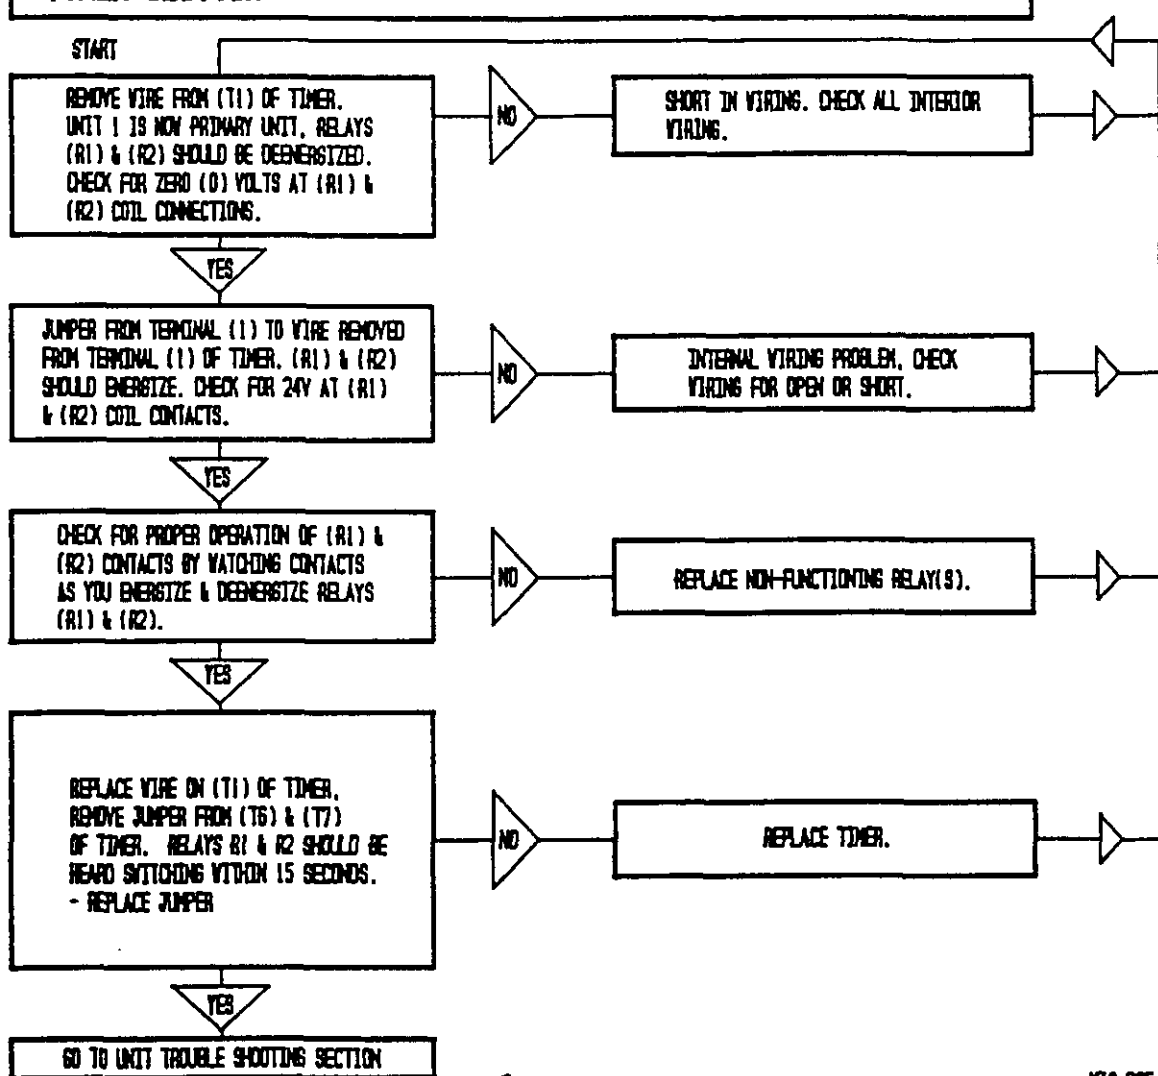 START
REMOVE WIRE FROM (T1) OF TIMER.
UNIT 1 IS NOW PRIMARY UNIT. RELAYS
(R1) & (R2) SHOULD BE DEENERGIZED.
CHECK FOR ZERO (0) VOLTS AT (R1) &
(R2) COIL CONNECTIONS.
NO
SHORT IN WIRING. CHECK ALL INTERIOR
WIRING.
YES
JUMPER FROM TERMINAL (1) TO WIRE REMOVED
FROM TERMINAL (1) OF TIMER. (R1) & (R2)
SHOULD ENERGIZE. CHECK FOR 24V AT (R1)
& (R2) COIL CONTACTS.
NO
INTERNAL WIRING PROBLEM. CHECK
WIRING FOR OPEN OR SHORT.
YES
CHECK FOR PROPER OPERATION OF (R1) &
(R2) CONTACTS BY WATCHING CONTACTS
AS YOU ENERGIZE & DEENERGIZE RELAYS
(R1) & (R2).
NO
REPLACE NON-FUNCTIONING RELAY(S).
YES
REPLACE WIRE ON (T1) OF TIMER.
REMOVE JUMPER FROM (T6) & (T7)
OF TIMER. RELAYS R1 & R2 SHOULD BE
HEARD SWITCHING WITHIN 15 SECONDS.
- REPLACE JUMPER
NO
REPLACE TIMER.
YES
GO TO UNIT TROUBLE SHOOTING SECTION